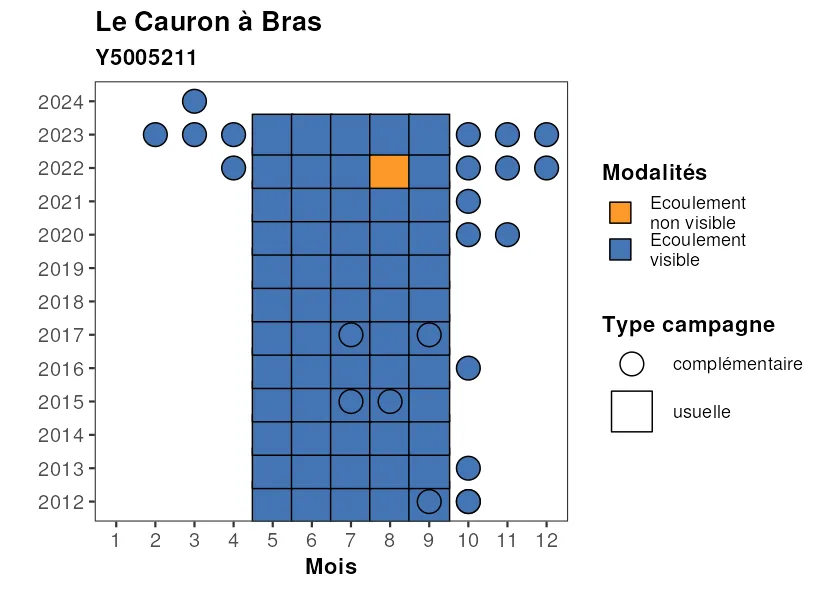 Le Cauron à Bras
Y5005211
2024
2023
2022
2021
2020
2019
2018
2017
2016
2015
2014
2013
2012
1 2 3 4 5 6 7 8 9 10 11 12
Mois
Modalités
Ecoulement
non visible
Ecoulement
visible
Type campagne
complémentaire
usuelle